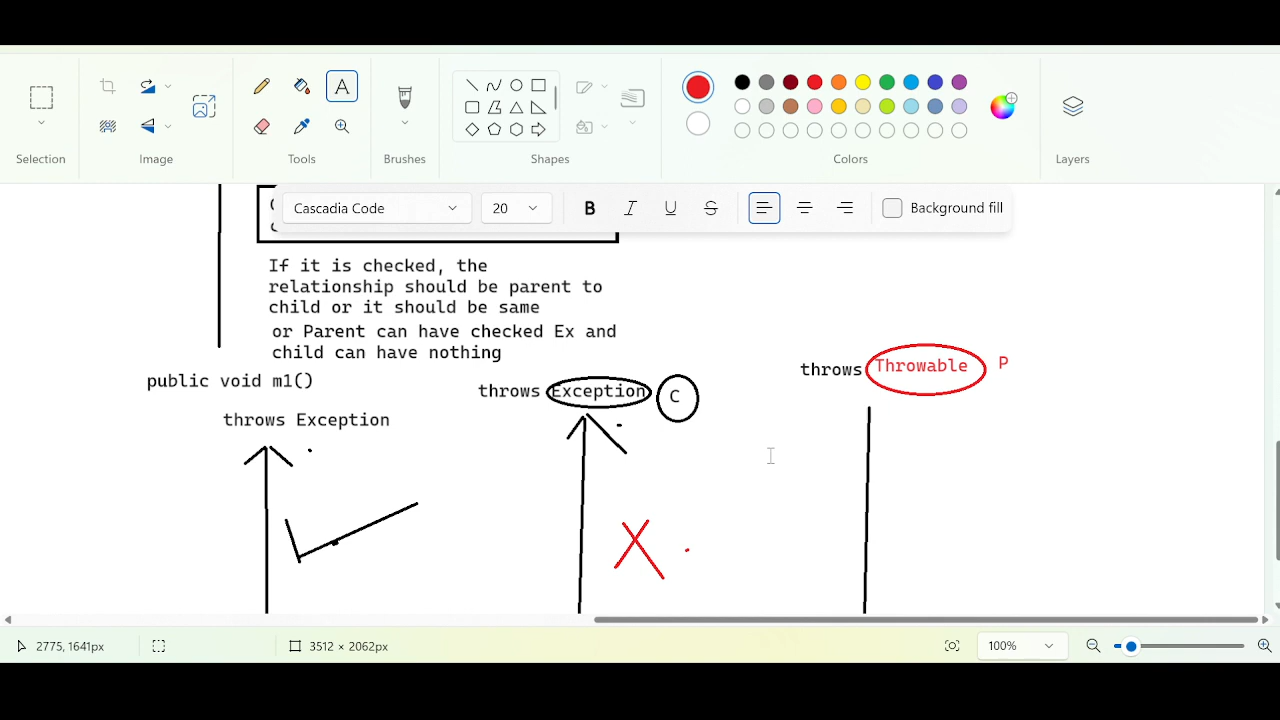 Selection
Image
Tools
Brushes
Shapes
Colors
Layers
Cascadia Code
20
B
I
U
S
Background fill
If it is checked, the
relationship should be parent to
child or it should be same
or Parent can have checked Ex and
child can have nothing
public void m1()
throws Exception
throws Exception
C
throws Throwable
P
2775, 1641px
3512 × 2062px
100%